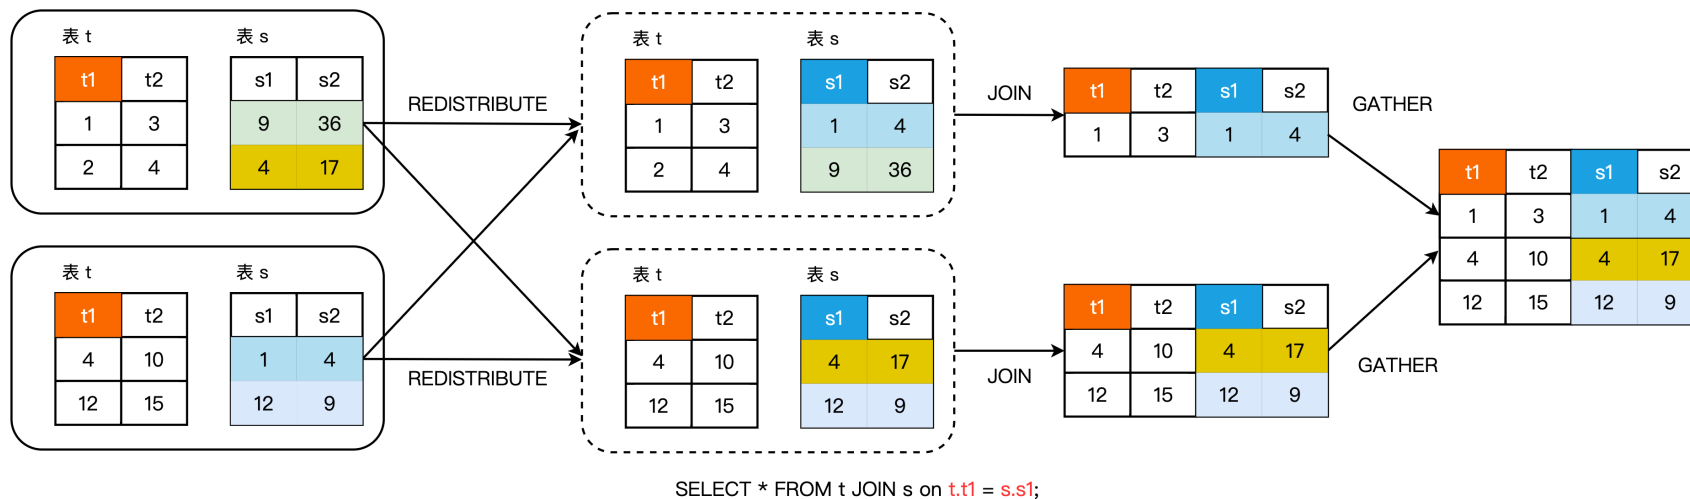 表 t
t1 t2
1 3
2 4
表 s
s1 s2
9 36
4 17
REDISTRIBUTE
表 t
t1 t2
1 3
2 4
表 s
s1 s2
1 4
9 36
JOIN
t1 t2 s1 s2
1 3 1 4
GATHER
表 t
t1 t2
4 10
12 15
表 s
s1 s2
1 4
12 9
REDISTRIBUTE
表 t
t1 t2
4 10
12 15
表 s
s1 s2
4 17
12 9
JOIN
t1 t2 s1 s2
4 10 4 17
12 15 12 9
GATHER
t1 t2 s1 s2
1 3 1 4
4 10 4 17
12 15 12 9
SELECT * FROM t JOIN s on t.t1 = s.s1;